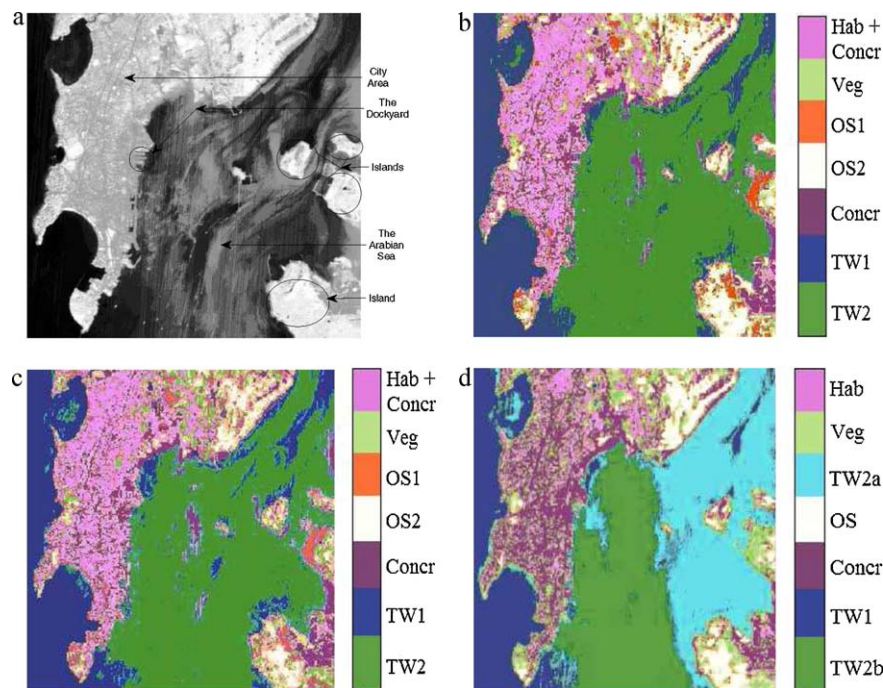 a
City
Area
The
Dockyard
Islands
The
Arabian
Sea
Island
b
Hab +
Concr
Veg
OS1
OS2
Concr
TW1
TW2
c
Hab +
Concr
Veg
OS1
OS2
Concr
TW1
TW2
d
Hab
Veg
TW2a
OS
Concr
TW1
TW2b